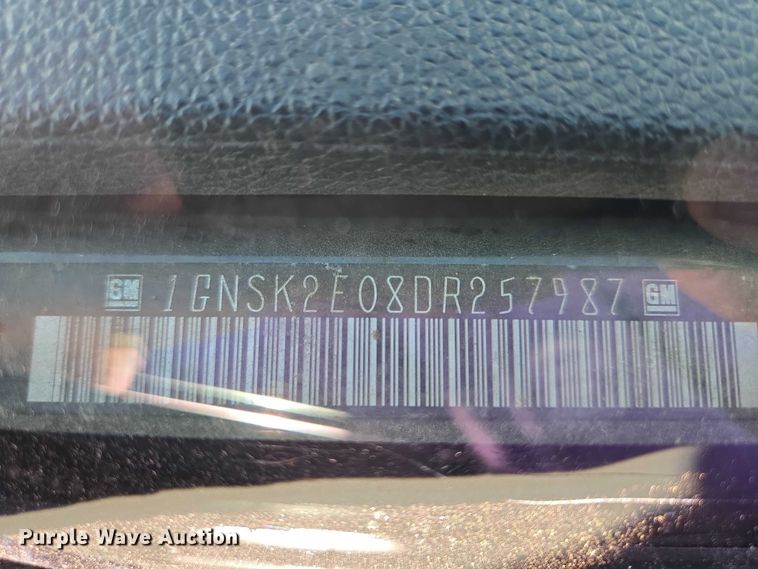 GM 1GNSK2E08DR257987 GM
Purple Wave Auction